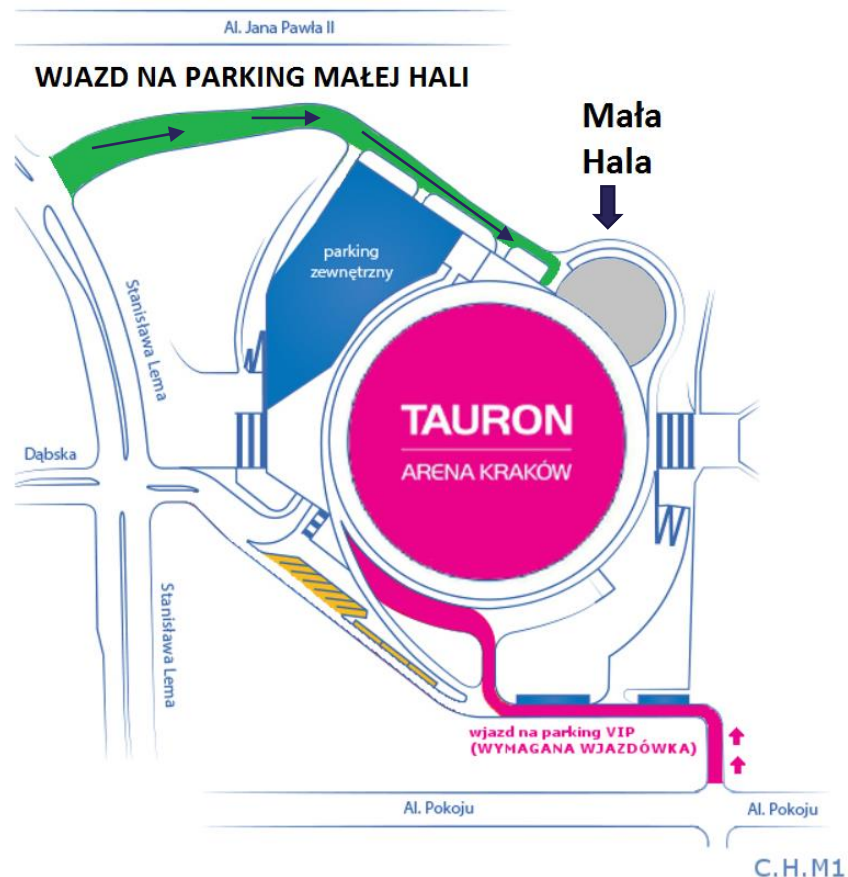 Al. Jana Pawła II
WJAZD NA PARKING MAŁEJ HALI
Mała
Hala
parking
zewnętrzny
Stanisława Lema
TAURON
ARENA KRAKÓW
Dąbska
Stanisława Lema
wjazd na parking VIP
(WYMAGANA WJAZDÓWKA)
Al. Pokoju
Al. Pokoju
C.H.M1